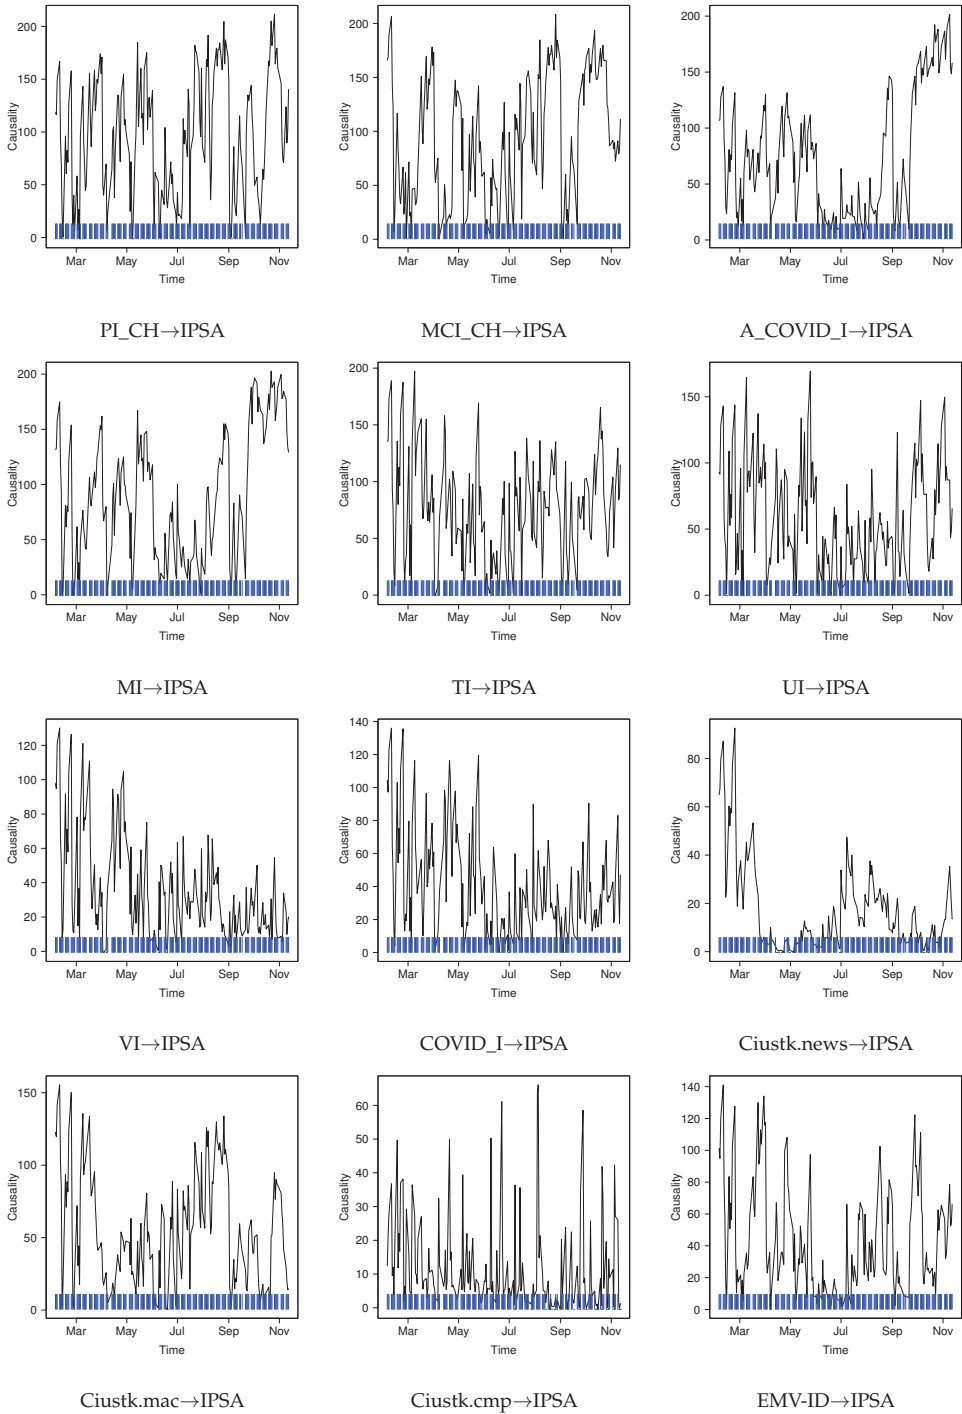 Causality
200
150
100
50
0
Mar May Jul Sep Nov
Time
PI_CH→IPSA
Causality
200
150
100
50
0
Mar May Jul Sep Nov
Time
MCI_CH→IPSA
Causality
200
150
100
50
0
Mar May Jul Sep Nov
Time
A_COVID_I→IPSA
Causality
200
150
100
50
0
Mar May Jul Sep Nov
Time
MI→IPSA
Causality
200
150
100
50
0
Mar May Jul Sep Nov
Time
TI→IPSA
Causality
150
100
50
0
Mar May Jul Sep Nov
Time
UI→IPSA
Causality
120
100
80
60
40
20
0
Mar May Jul Sep Nov
Time
VI→IPSA
Causality
140
120
100
80
60
40
20
0
Mar May Jul Sep Nov
Time
COVID_I→IPSA
Causality
80
60
40
20
0
Mar May Jul Sep Nov
Time
Ciustk.news→IPSA
Causality
150
100
50
0
Mar May Jul Sep Nov
Time
Ciustk.mac→IPSA
Causality
60
50
40
30
20
10
0
Mar May Jul Sep Nov
Time
Ciustk.cmp→IPSA
Causality
140
120
100
80
60
40
20
0
Mar May Jul Sep Nov
Time
EMV-ID→IPSA